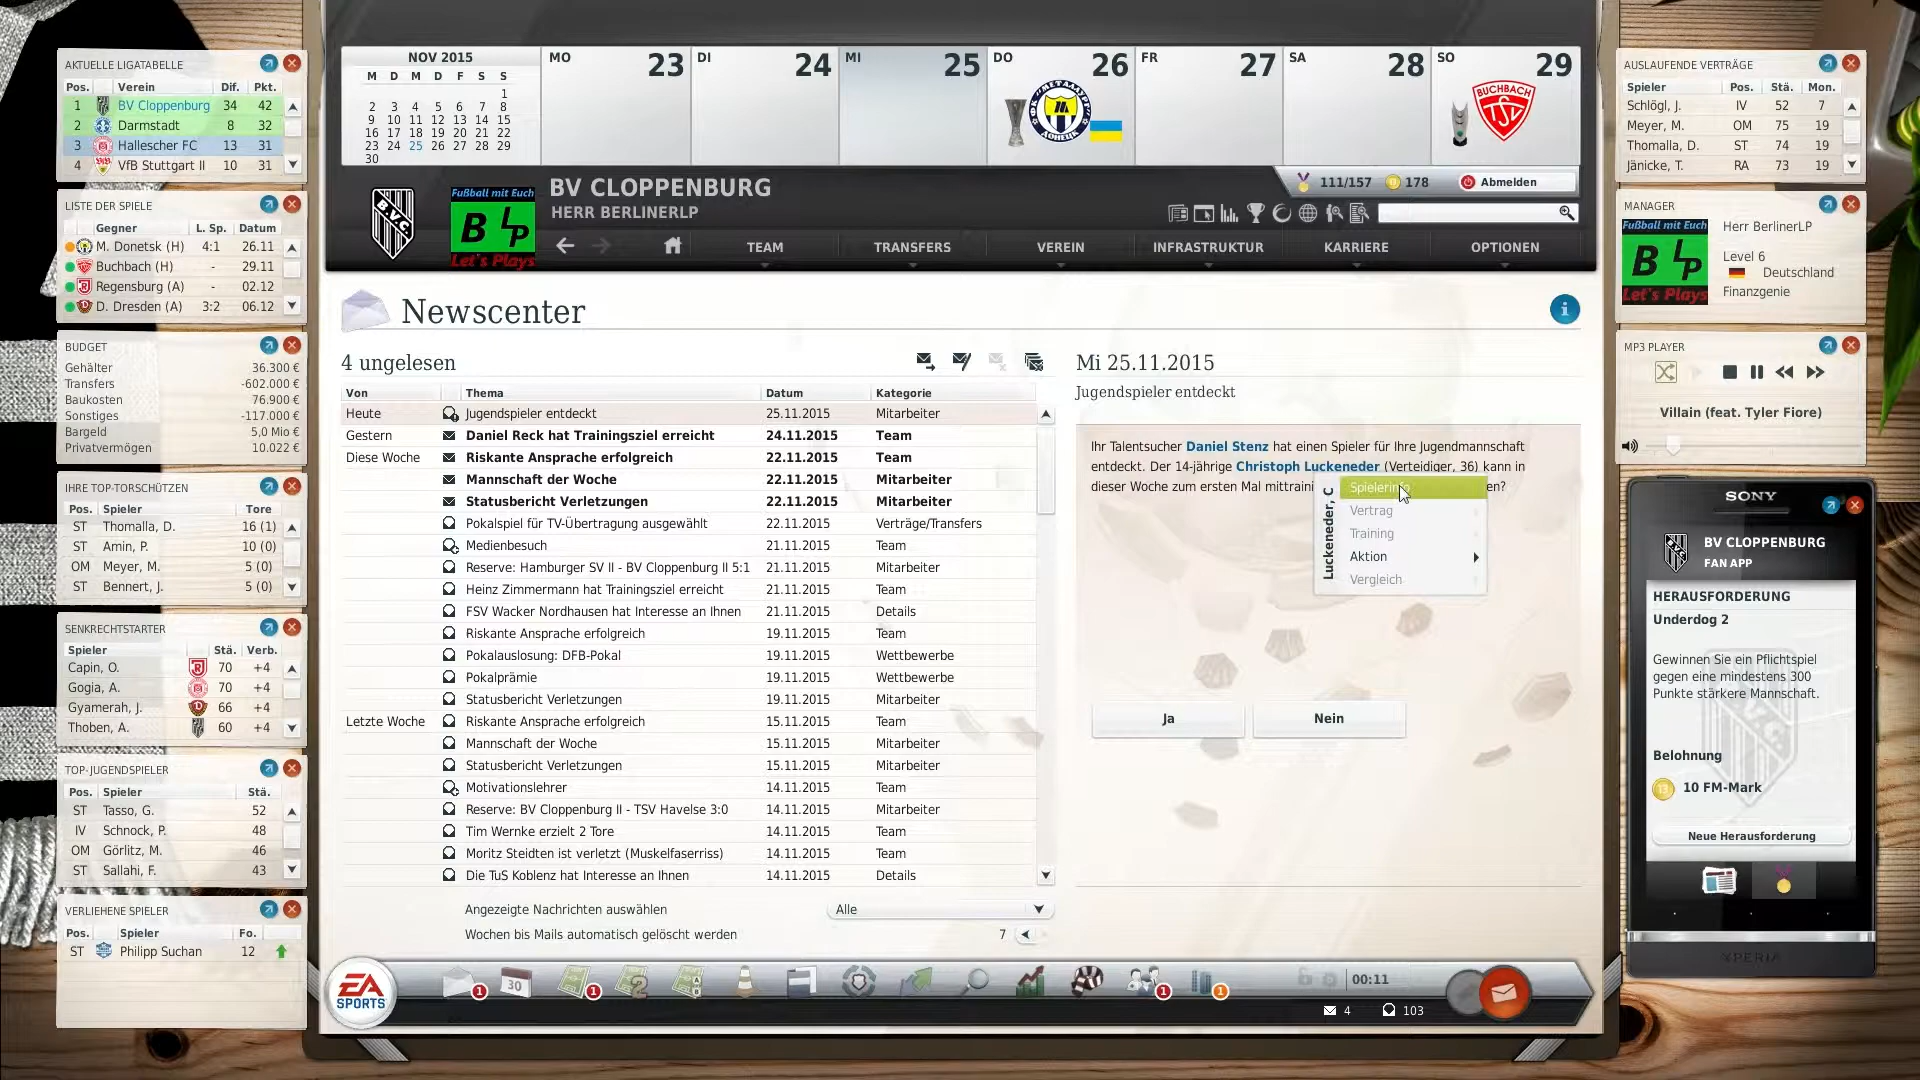 AKTUELLE LIGATABELLE
Pos. Verein Dif. Pkt.
1 BV Cloppenburg 34 42
2 Darmstadt 8 32
3 Hallescher FC 13 31
4 VfB Stuttgart II 10 31
LISTE DER SPIELE
Gegner L. Sp. Datum
M. Donetsk (H) 4:1 26.11
Buchbach (H) - 29.11
Regensburg (A) - 02.12
D. Dresden (A) 3:2 06.12
BUDGET
Gehälter 36.300 €
Transfers -602.000 €
Baukosten 76.900 €
Sonstiges -117.000 €
Bargeld 5,0 Mio €
Privatvermögen 10.022 €
IHRE TOP-TORSCHÜTZEN
Pos. Spieler Tore
ST Thomalla, D. 16 (1)
ST Amin, P. 10 (0)
OM Meyer, M. 5 (0)
ST Bennert, J. 5 (0)
SENKRECHTSTARTER
Spieler Stä. Verb.
Capin, O. 70 +4
Gogia, A. 70 +4
Gyamerah, J. 66 +4
Thoben, A. 60 +4
TOP-JUGENDSPIELER
Pos. Spieler Stä.
ST Tasso, G. 52
IV Schnock, P. 48
OM Görlitz, M. 46
ST Sallahi, F. 43
VERLIEHENE SPIELER
Pos. Spieler Fo.
ST Philipp Suchan 12
NOV 2015
M D M D F S S
1
2 3 4 5 6 7 8
9 10 11 12 13 14 15
16 17 18 19 20 21 22
23 24 25 26 27 28 29
30
MO 23
DI 24
MI 25
DO 26
FR 27
SA 28
SO 29
BUCHBACH
TSV
B.V.C
Fußball mit Euch
B LP
Let's Plays
BV CLOPPENBURG
HERR BERLINERLP
111/157 178 Abmelden
TEAM TRANSFERS VEREIN INFRASTRUKTUR KARRIERE OPTIONEN
Newscenter
4 ungelesen
Von Thema Datum Kategorie
Heute Jugendspieler entdeckt 25.11.2015 Mitarbeiter
Gestern Daniel Reck hat Trainingsziel erreicht 24.11.2015 Team
Diese Woche Riskante Ansprache erfolgreich 22.11.2015 Team
Mannschaft der Woche 22.11.2015 Mitarbeiter
Statusbericht Verletzungen 22.11.2015 Mitarbeiter
Pokalspiel für TV-Übertragung ausgewählt 22.11.2015 Verträge/Transfers
Medienbesuch 21.11.2015 Team
Reserve: Hamburger SV II - BV Cloppenburg II 5:1 21.11.2015 Mitarbeiter
Heinz Zimmermann hat Trainingsziel erreicht 21.11.2015 Team
FSV Wacker Nordhausen hat Interesse an Ihnen 21.11.2015 Details
Riskante Ansprache erfolgreich 19.11.2015 Team
Pokalauslosung: DFB-Pokal 19.11.2015 Wettbewerbe
Pokalprämie 19.11.2015 Wettbewerbe
Statusbericht Verletzungen 19.11.2015 Mitarbeiter
Letzte Woche Riskante Ansprache erfolgreich 15.11.2015 Team
Mannschaft der Woche 15.11.2015 Mitarbeiter
Statusbericht Verletzungen 15.11.2015 Mitarbeiter
Motivationslehrer 14.11.2015 Team
Reserve: BV Cloppenburg II - TSV Havelse 3:0 14.11.2015 Mitarbeiter
Tim Wernke erzielt 2 Tore 14.11.2015 Team
Moritz Steidten ist verletzt (Muskelfaserriss) 14.11.2015 Team
Die TuS Koblenz hat Interesse an Ihnen 14.11.2015 Details
Angezeigte Nachrichten auswählen Alle
Wochen bis Mails automatisch gelöscht werden 7
Mi 25.11.2015
Jugendspieler entdeckt
Ihr Talentsucher Daniel Stenz hat einen Spieler für Ihre Jugendmannschaft
entdeckt. Der 14-jährige Christoph Luckeneder (Verteidiger, 36) kann in
dieser Woche zum ersten Mal mittraini en?
Luckeneder, C
Spielerinfo
Vertrag
Training
Aktion
Vergleich
Ja Nein
EA
SPORTS
1 30 1 2 1 1
00:11
4 103
AUSLAUFENDE VERTRÄGE
Spieler Pos. Stä. Mon.
Schlögl, J. IV 52 7
Meyer, M. OM 75 19
Thomalla, D. ST 74 19
Jänicke, T. RA 73 19
MANAGER
Fußball mit Euch
B LP
Let's Plays
Herr BerlinerLP
Level 6
Deutschland
Finanzgenie
MP3 PLAYER
Villain (feat. Tyler Fiore)
SONY
BV CLOPPENBURG
FAN APP
HERAUSFORDERUNG
Underdog 2
Gewinnen Sie ein Pflichtspiel
gegen eine mindestens 300
Punkte stärkere Mannschaft.
Belohnung
10 FM-Mark
Neue Herausforderung
XPERIA